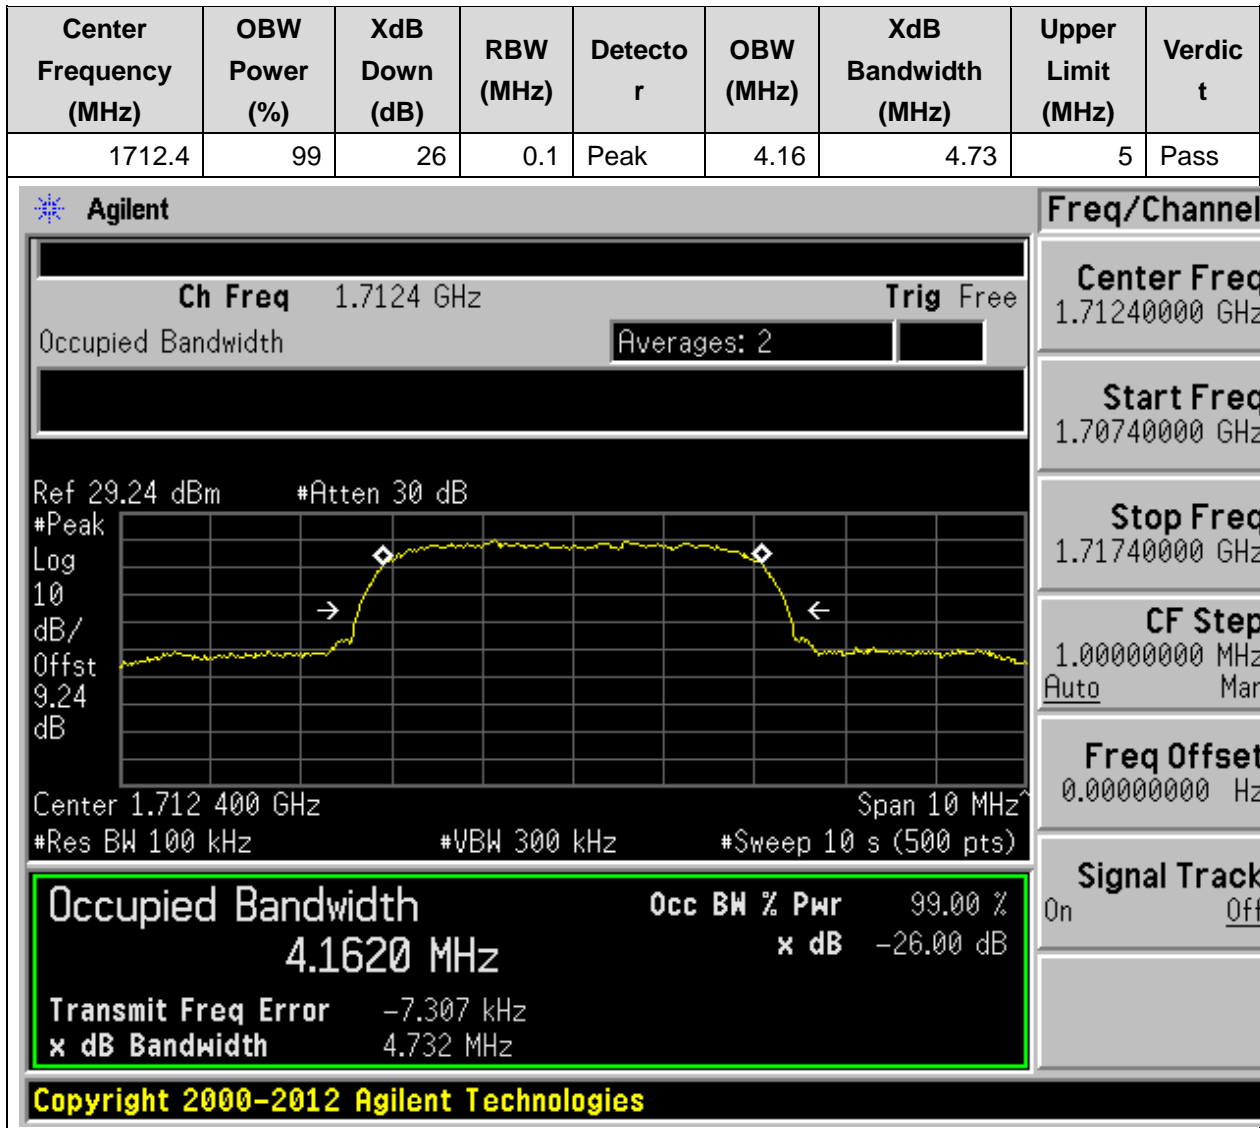 Center Frequency (MHz) OBW Power (%) XdB Down (dB) RBW (MHz) Detector OBW (MHz) XdB Bandwidth (MHz) Upper Limit (MHz) Verdict
1712.4 99 26 0.1 Peak 4.16 4.73 5 Pass
Agilent
Ch Freq 1.7124 GHz Trig Free
Occupied Bandwidth Averages: 2
Ref 29.24 dBm #Atten 30 dB
#Peak
Log
10
dB/
Offst
9.24
dB
Center 1.712 400 GHz Span 10 MHz^
#Res BW 100 kHz #VBW 300 kHz #Sweep 10 s (500 pts)
Occupied Bandwidth Occ BW % Pwr 99.00 %
4.1620 MHz x dB -26.00 dB
Transmit Freq Error -7.307 kHz
x dB Bandwidth 4.732 MHz
Copyright 2000-2012 Agilent Technologies
Freq/Channel
Center Freq
1.71240000 GHz
Start Freq
1.70740000 GHz
Stop Freq
1.71740000 GHz
CF Step
1.00000000 MHz
Auto Man
Freq Offset
0.00000000 Hz
Signal Track
On Off